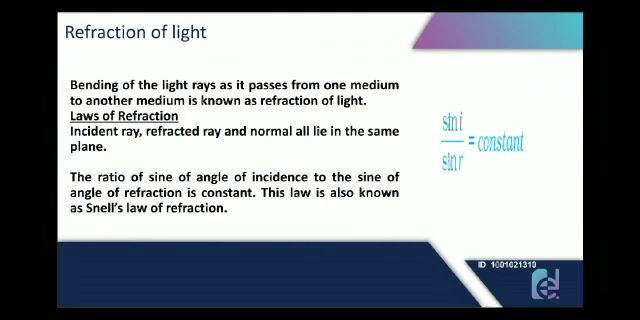 Refraction of light
Bending of the light rays as it passes from one medium
to another medium is known as refraction of light.
Laws of Refraction
Incident ray, refracted ray and normal all lie in the same
plane.
The ratio of sine of angle of incidence to the sine of
angle of refraction is constant. This law is also known
as Snell's law of refraction.
sin i
= constant
sin r
ID 1001021310